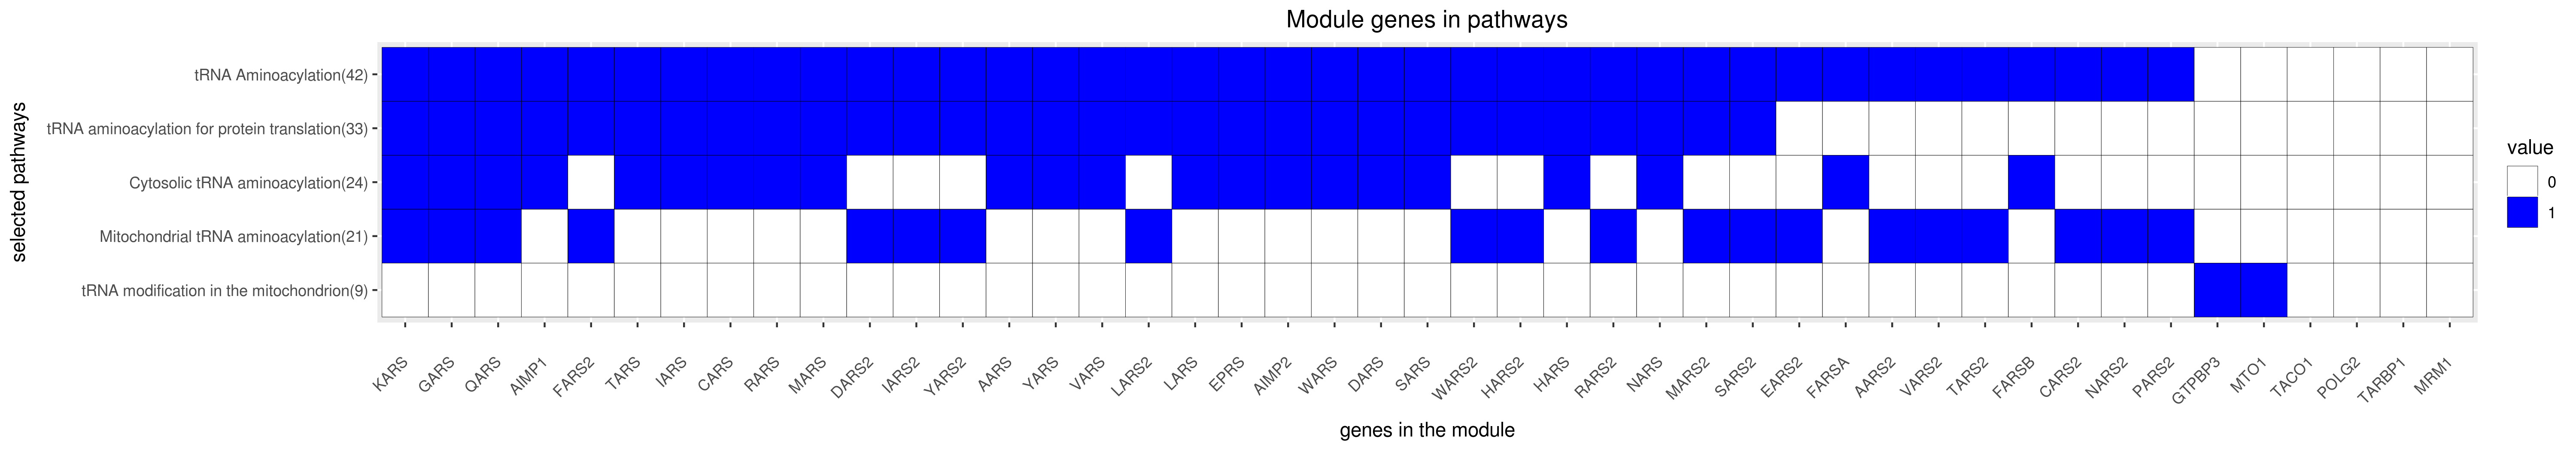 Module genes in pathways
selected pathways
tRNA Aminoacylation(42)
tRNA aminoacylation for protein translation(33)
Cytosolic tRNA aminoacylation(24)
Mitochondrial tRNA aminoacylation(21)
tRNA modification in the mitochondrion(9)
KARS
GARS
QARS
AIMP1
FARS2
TARS
IARS
CARS
RARS
MARS
DARS2
IARS2
YARS2
AARS
YARS
VARS
LARS2
LARS
EPRS
AIMP2
WARS
DARS
SARS
WARS2
HARS2
HARS
RARS2
NARS
MARS2
SARS2
EARS2
FARSA
AARS2
VARS2
TARS2
FARSB
CARS2
NARS2
PARS2
GTPBP3
MTO1
TACO1
POLG2
TARBP1
MRM1
genes in the module
value
0
1